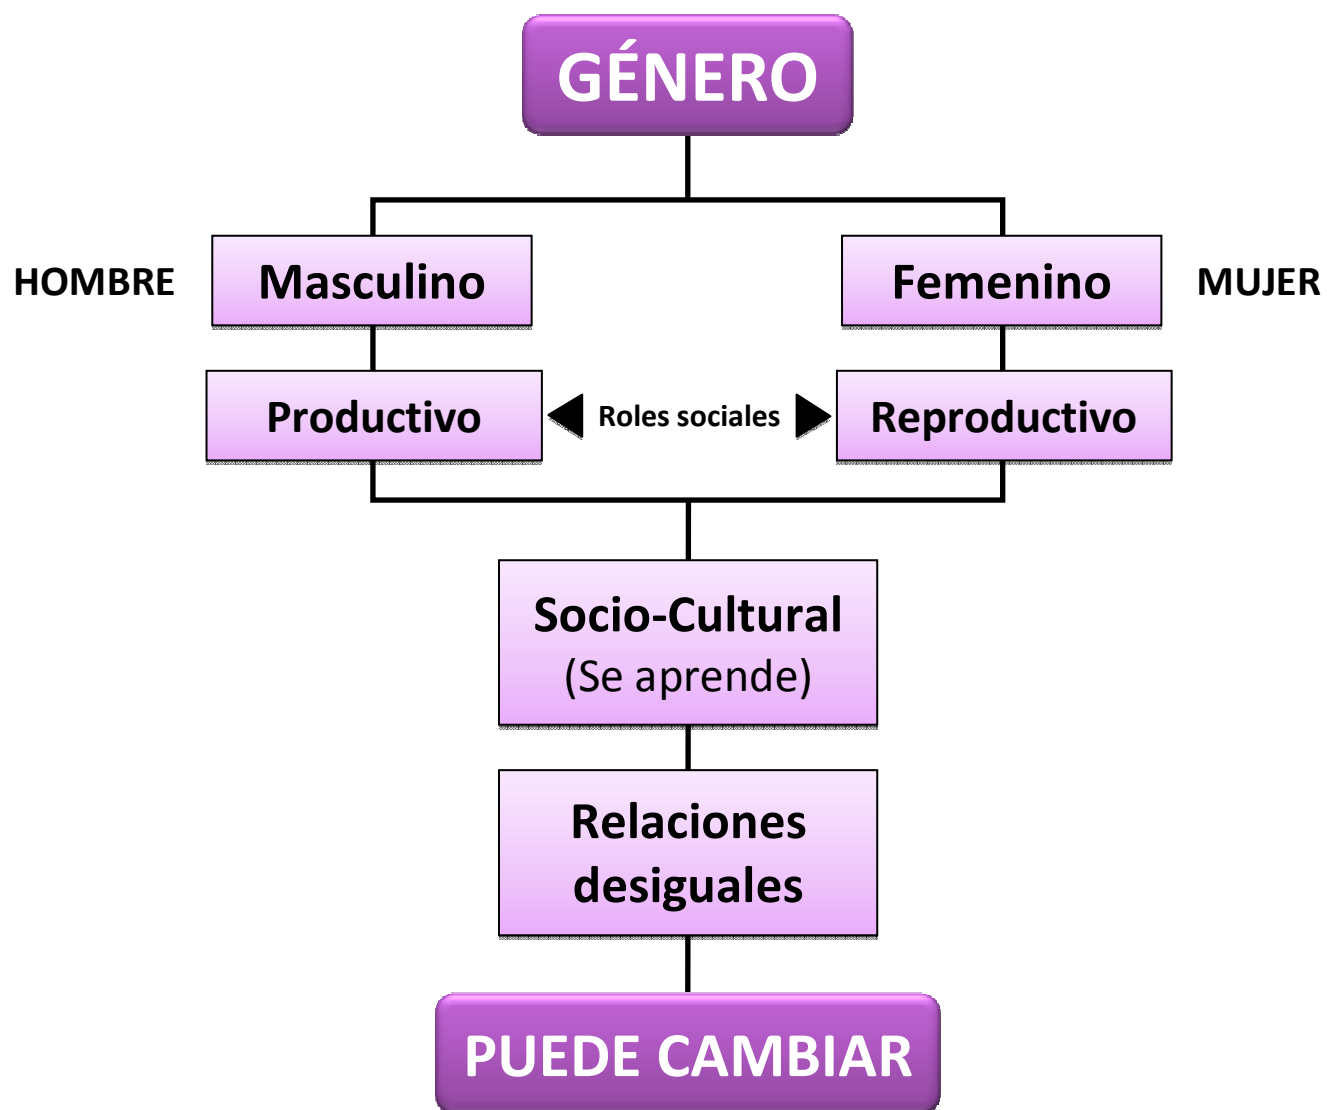 GÉNERO
HOMBRE
Masculino
Femenino
MUJER
Productivo
Roles sociales
Reproductivo
Socio-Cultural
(Se aprende)
Relaciones
desiguales
PUEDE CAMBIAR